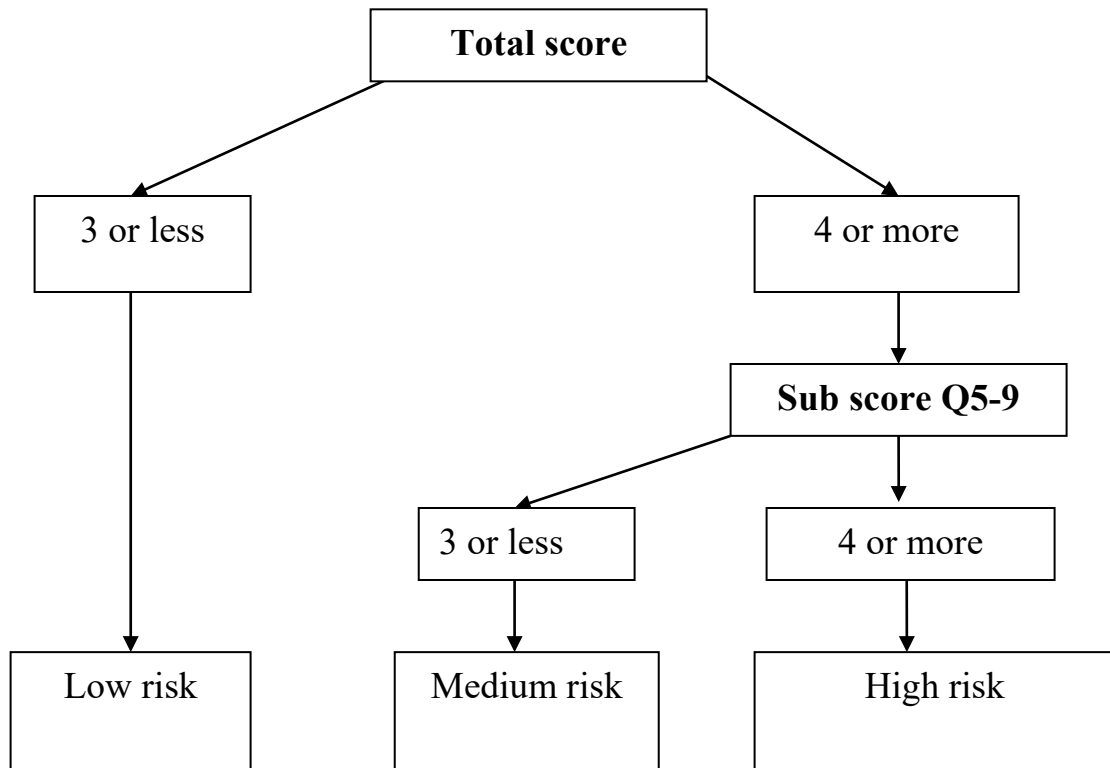 Total score
3 or less
4 or more
Sub score Q5-9
3 or less
4 or more
Low risk
Medium risk
High risk